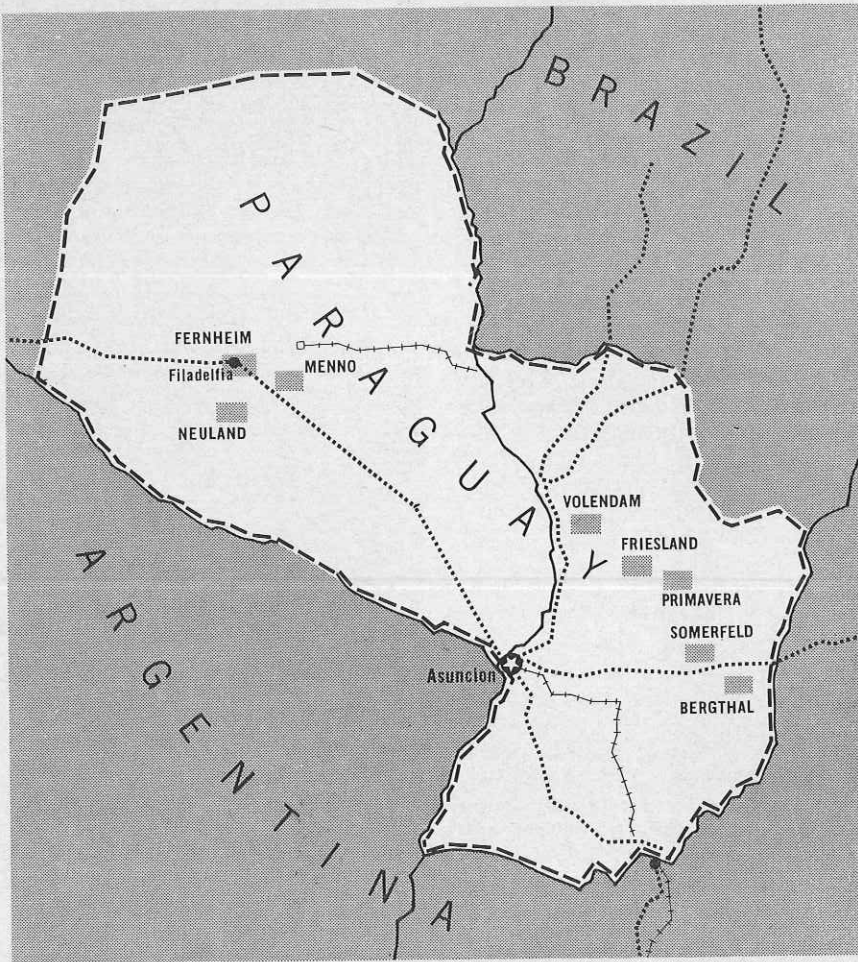 BRAZIL
PARAGUAY
FERNHEIM
Filadelfia
MENNO
NEULAND
VOLENDAM
FRIESLAND
PRIMAVERA
SOMERFELD
Asuncion
BERGTHAL
ARGENTINA